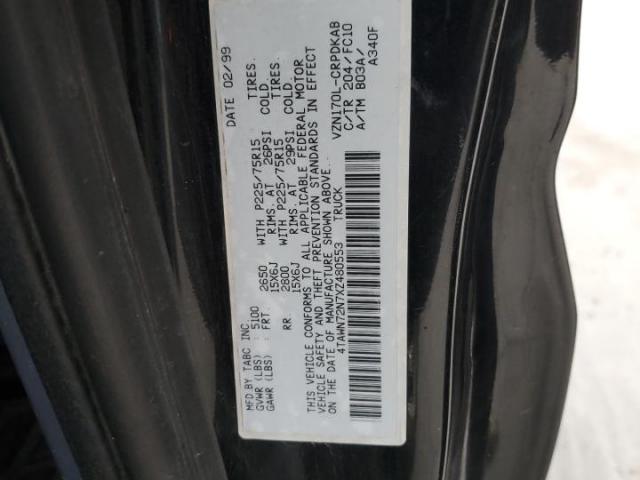 MFD BY TABC INC. DATE 02/99
GVWR (LBS) : 5100
GAWR (LBS) FRT. 2650 WITH P225/75R15 TIRES.
15X6J RIMS. AT 26PSI COLD.
RR 2800 WITH P225/75R15 TIRES.
15X6J RIMS. AT 29PSI COLD.
THIS VEHICLE CONFORMS TO ALL APPLICABLE FEDERAL MOTOR
VEHICLE SAFETY AND THEFT PREVENTION STANDARDS IN EFFECT
ON THE DATE OF MANUFACTURE SHOWN ABOVE.
4TAWN72N7XZ480553 TRUCK
VZN170L-CRPDKAB
C/TR 204/FC10
A/TM B03A/
A340F